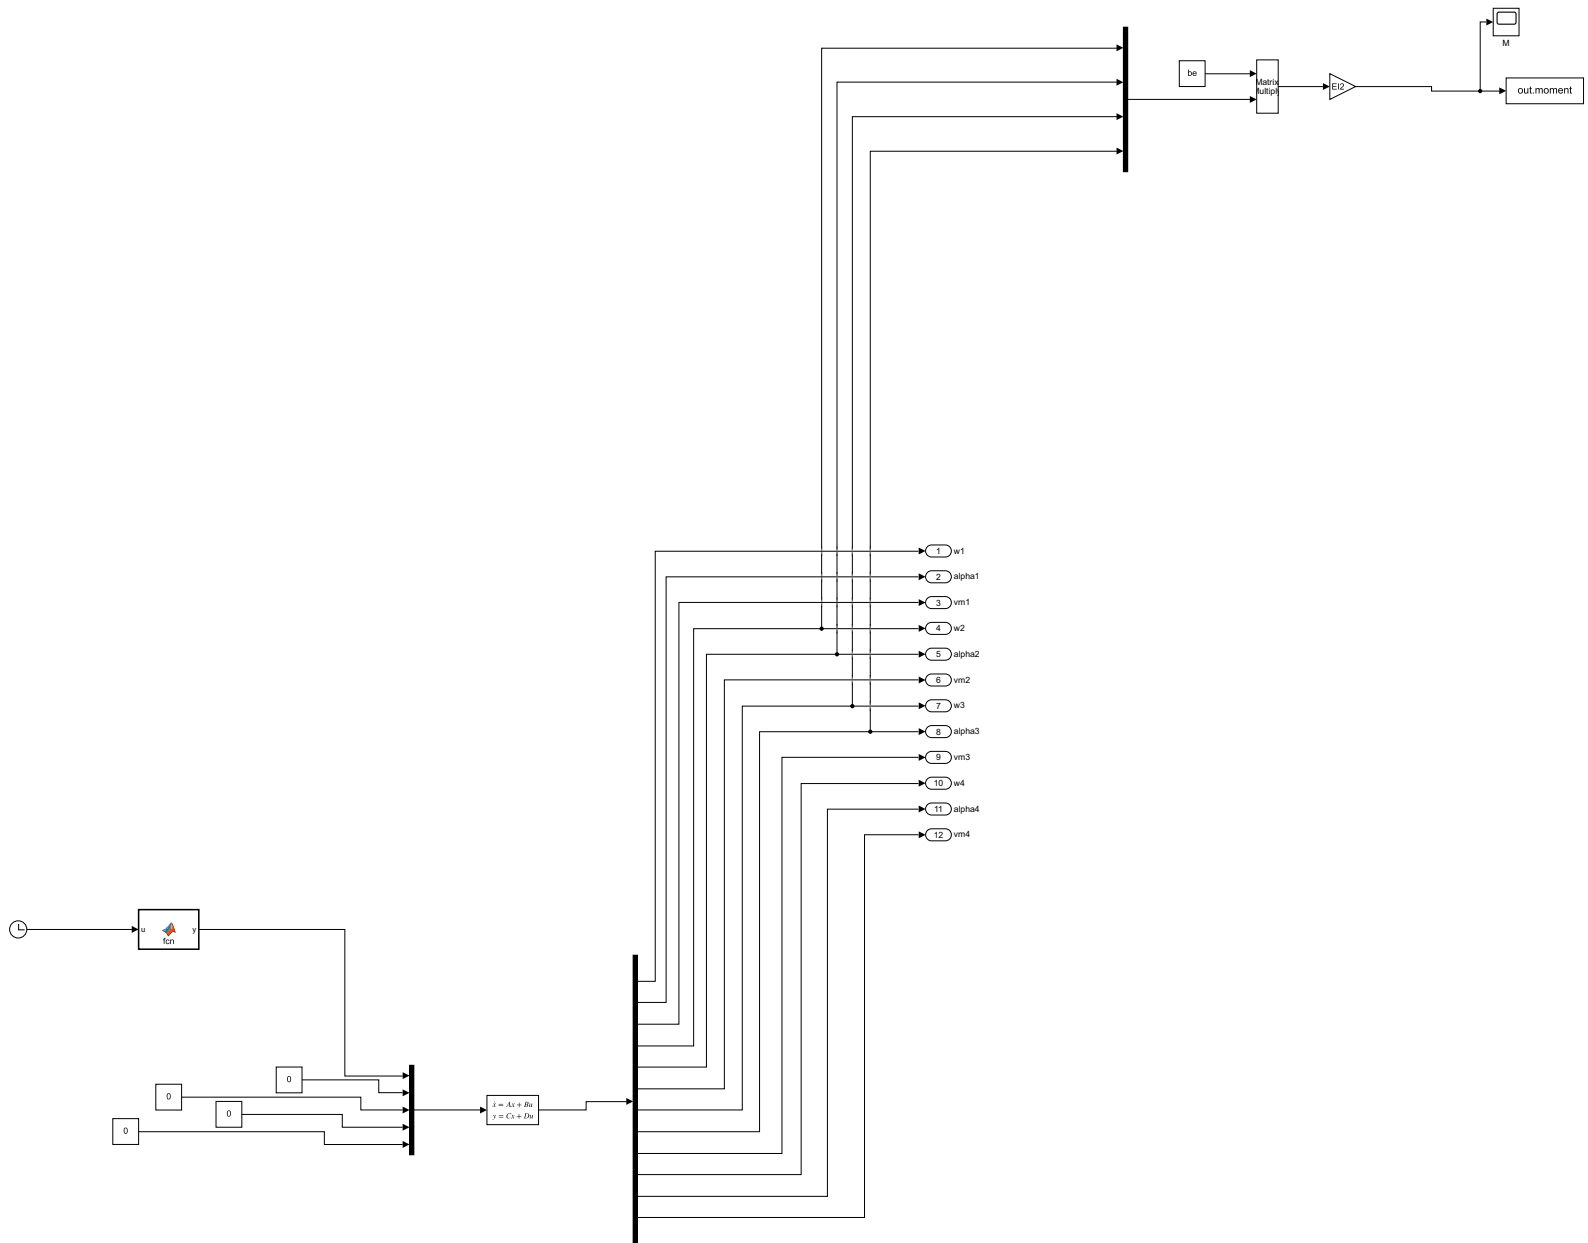 M
be
Matrix
Multiply
EI2
out.moment
1 w1
2 alpha1
3 vm1
4 w2
5 alpha2
6 vm2
7 w3
8 alpha3
9 vm3
10 w4
11 alpha4
12 vm4
u y
fcn
0
0
0
0
ẋ = Ax + Bu
y = Cx + Du